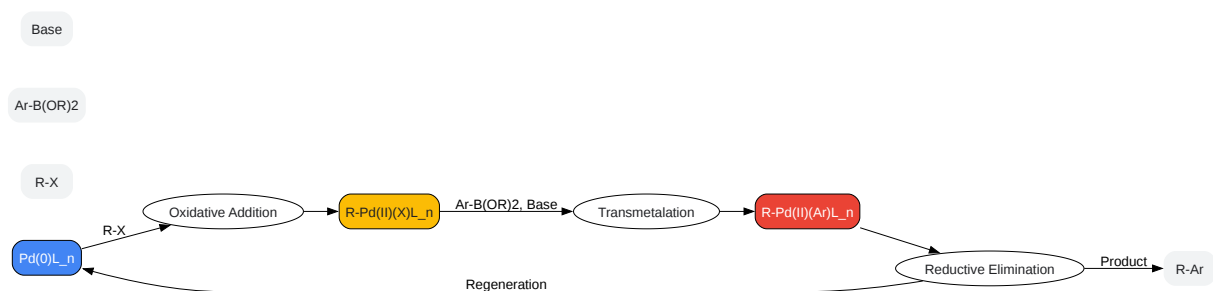 Base
Ar-B(OR)2
R-X
Oxidative Addition
R-Pd(II)(X)L_n
Ar-B(OR)2, Base
Transmetalation
R-Pd(II)(Ar)L_n
R-X
Pd(0)L_n
Reductive Elimination
Product
R-Ar
Regeneration